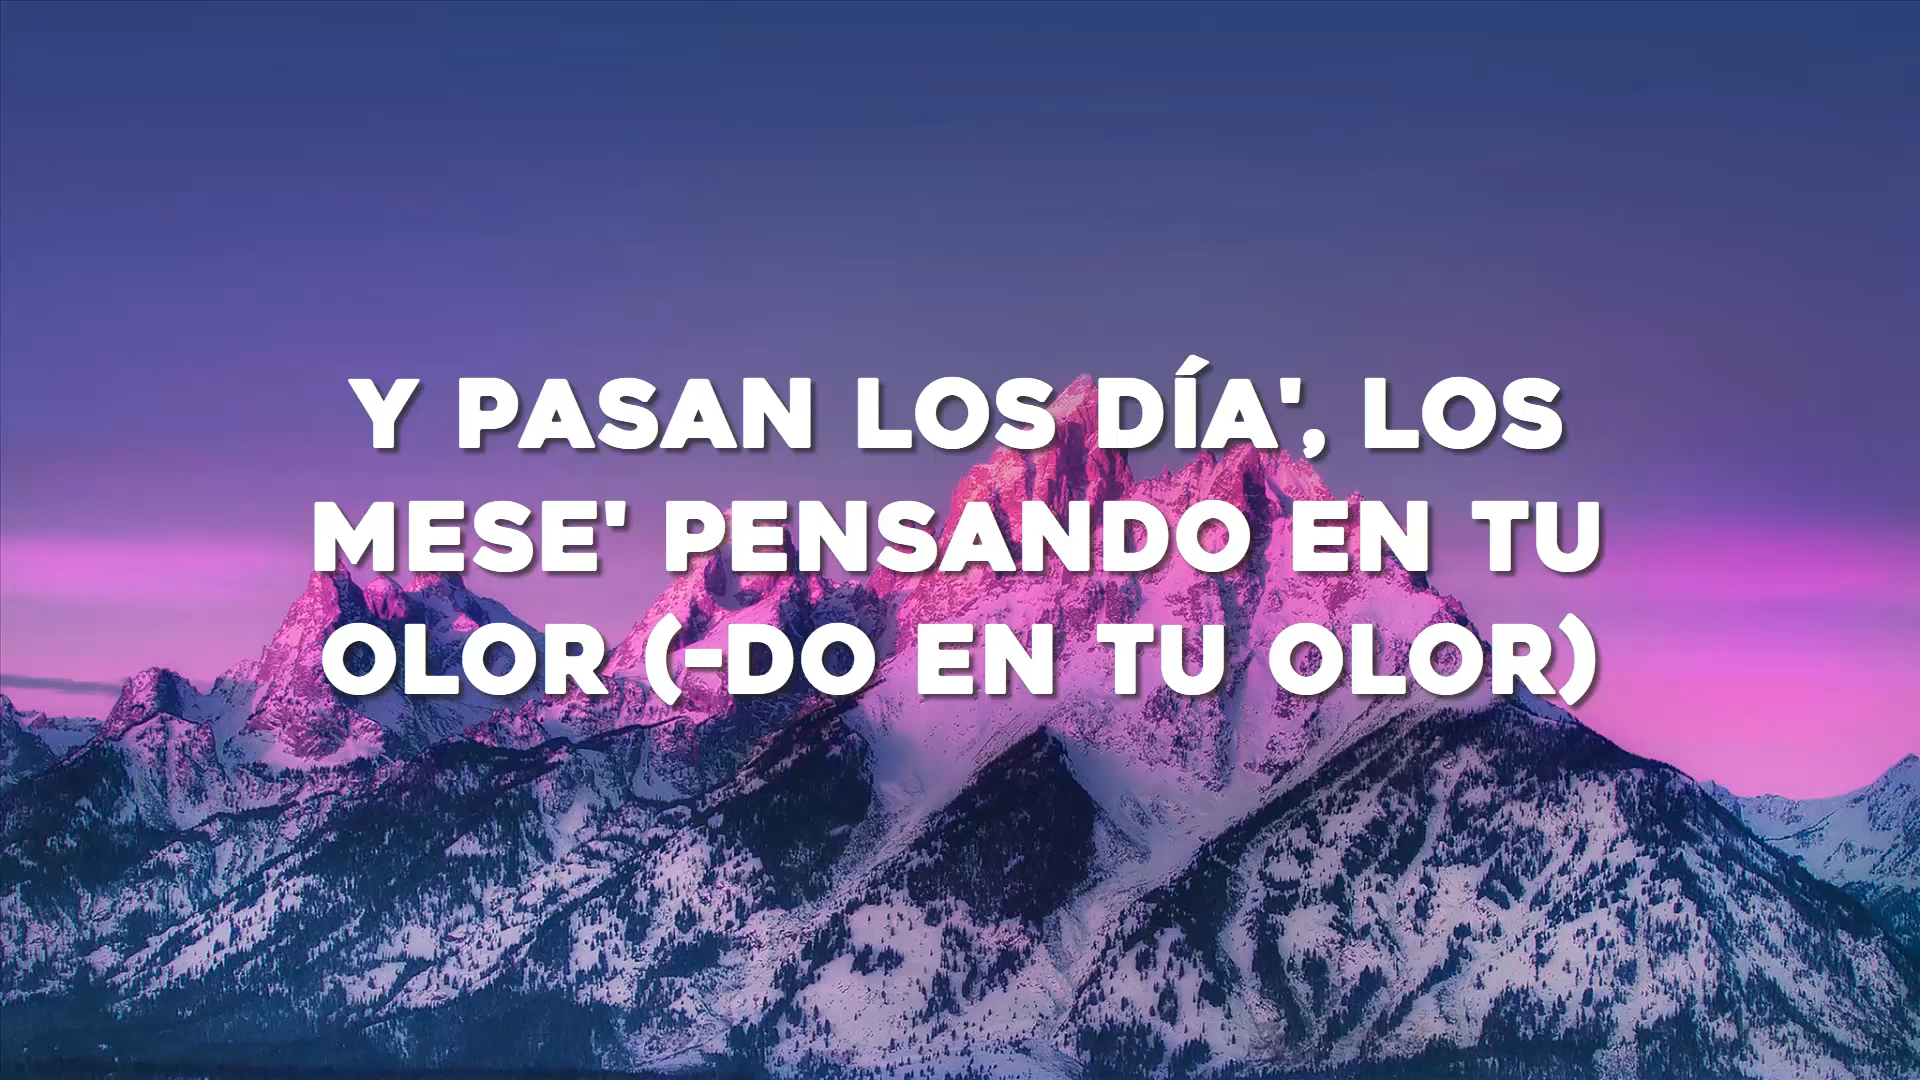 Y PASAN LOS DÍA', LOS
MESE' PENSANDO EN TU
OLOR (-DO EN TU OLOR)